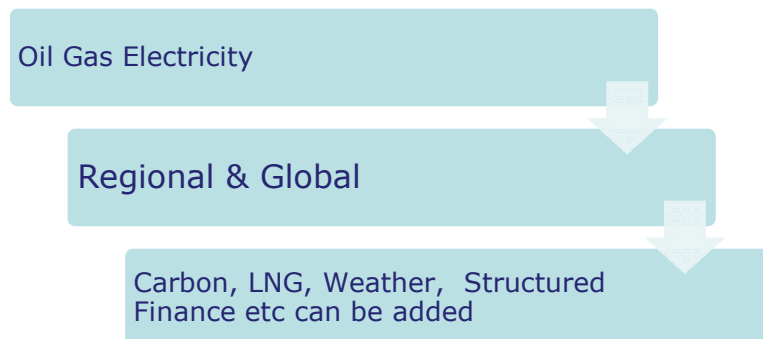 Oil Gas Electricity
Regional & Global
Carbon, LNG, Weather,  Structured
Finance etc can be added